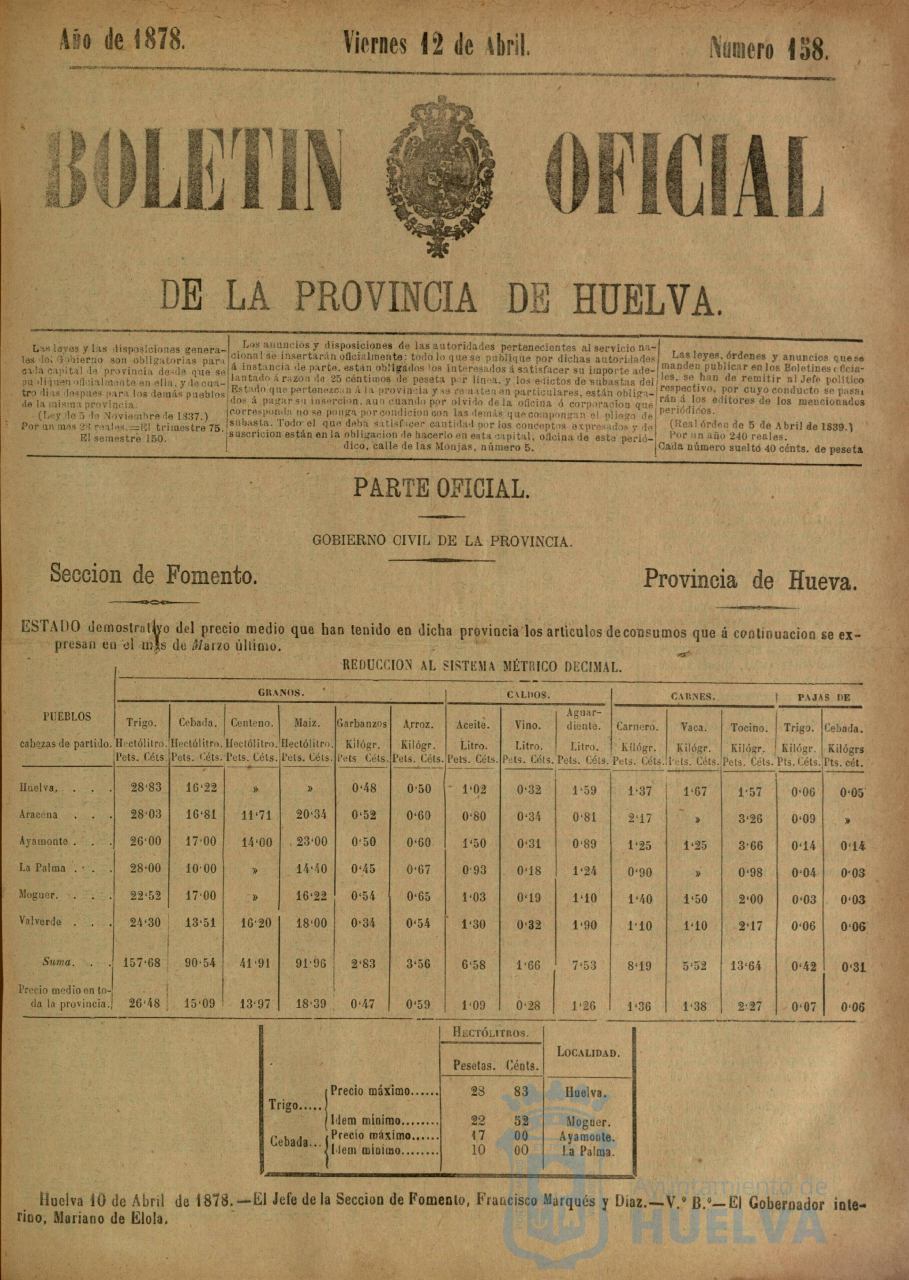 Año de 1878. Viernes 12 de Abril. Numero 158.
BOLETIN OFICIAL
DE LA PROVINCIA DE HUELVA.
Las leyes y las disposiciones genera-
les del Gobierno son obligatorias para
cada capital de provincia desde que se
publiquen oficialmente en ella, y de cua-
tro dias despues para los demás pueblos
de la misma provincia.
(Ley de 5 de Noviembre de 1837.)
Por un mes 28 reales.=El trimestre 75.
El semestre 150.
Los anuncios y disposiciones de las autoridades pertenecientes al servicio na-
cional se insertarán oficialmente: todo lo que se publique por dichas autoridades
á instancia de parte, están obligados los interesados á satisfacer su importe ade-
lantado á razon de 25 céntimos de peseta por linea, y los edictos de subastas del
Estado que pertenezcan á la provincia y se rematen en particulares, están obliga-
dos á pagar su insercion, aun cuando por olvido de la oficina ó corporacion que
corresponda no se ponga por condicion con las demás que compongan el pliego de
subasta. Todo el que deba satisfacer cantidad por los conceptos expresados y de
suscricion están en la obligacion de hacerlo en esta capital, oficina de este perió-
dico, calle de las Monjas, número 5.
Las leyes, órdenes y anuncios que se
manden publicar en los Boletines oficia-
les, se han de remitir al Jefe político
respectivo, por cuyo conducto se pasa-
rán á los editores de los mencionados
periódicos.
(Real órden de 5 de Abril de 1839.)
Por un año 240 reales.
Cada número suelto 40 cénts. de peseta
PARTE OFICIAL.
GOBIERNO CIVIL DE LA PROVINCIA.
Seccion de Fomento. Provincia de Hueva.
ESTADO demostrativo del precio medio que han tenido en dicha provincia los articulos de consumos que á continuacion se ex-
presan en el mes de Marzo último.
REDUCCION AL SISTEMA MÉTRICO DECIMAL.
GRANOS. CALDOS. CARNES. PAJAS DE
PUEBLOS Trigo. Cebada. Centeno. Maiz. Garbanzos Arroz. Aceite. Vino. Aguar-diente. Carnero. Vaca. Tocino. Trigo. Cebada.
cabezas de partido. Hectólitro. Hectólitro. Hectólitro. Hectólitro. Kilógr. Kilógr. Litro. Litro. Litro. Kilógr. Kilógr. Kilógr. Kilógr. Kilógrs
Pets. Céts. Pets. Céts. Pets. Céts. Pets. Céts. Pets Céts. Pets. Céts. Pets. Céts. Pets. Céts. Pets. Céts. Pets. Céts. Pets. Céts. Pets. Céts. Pts. Céts. Pts. cét.
Huelva. . . . 28·83 16·22 » » 0·48 0·50 1·02 0·32 1·59 1·37 1·67 1·57 0·06 0·05
Aracena . . . 28·03 16·81 11·71 20·34 0·52 0·60 0·80 0·34 0·81 2·17 » 3·26 0·09 »
Ayamonte . . . 26·00 17·00 14·00 23·00 0·50 0·60 1·50 0·31 0·89 1·25 1·25 3·66 0·14 0·14
La Palma . . . 28·00 10·00 » 14·40 0·45 0·67 0·93 0·18 1·24 0·90 » 0·98 0·04 0·03
Moguer. . . . 22·52 17·00 » 16·22 0·54 0·65 1·03 0·19 1·10 1·40 1·50 2·00 0·03 0·03
Valverde . . . 24·30 13·51 16·20 18·00 0·34 0·54 1·30 0·32 1·90 1·10 1·10 2·17 0·06 0·06
Suma. . . 157·68 90·54 41·91 91·96 2·83 3·56 6·58 1·66 7·53 8·19 5·52 13·64 0·42 0·31
Precio medio en to-
da la provincia. 26·48 15·09 13·97 18·39 0·47 0·59 1·09 0·28 1·26 1·36 1·38 2·27 0·07 0·06
HECTÓLITROS.
Pesetas. Cénts. LOCALIDAD.
Trigo..... Precio máximo...... 28 83 Huelva.
Idem minimo........ 22 52 Moguer.
Cebada... Precio máximo...... 17 00 Ayamonte.
Idem minimo........ 10 00 La Palma.
Huelva 10 de Abril de 1878.—El Jefe de la Seccion de Fomento, Francisco Marqués y Diaz.—V.º B.º—El Gobernador inte-
rino, Mariano de Elola.
Ayuntamiento de
HUELVA